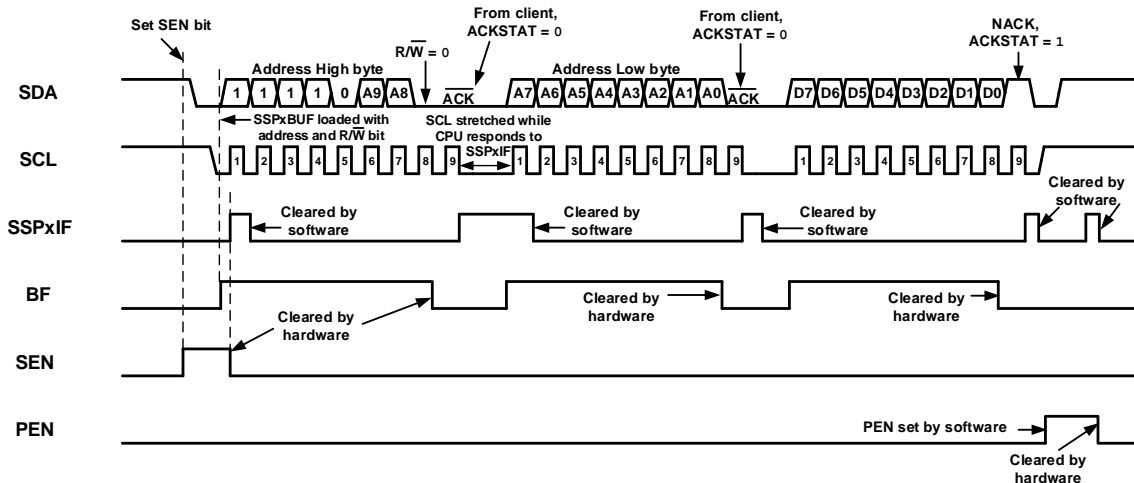 Set SEN bit
From client,
ACKSTAT = 0
R/W = 0
From client,
ACKSTAT = 0
NACK,
ACKSTAT = 1
Address High byte
Address Low byte
SDA
1 1 1 1 0 A9 A8 ACK A7 A6 A5 A4 A3 A2 A1 A0 ACK D7 D6 D5 D4 D3 D2 D1 D0
SSPxBUF loaded with
address and R/W bit
SCL stretched while
CPU responds to
SSPxIF
SCL
1 2 3 4 5 6 7 8 9 1 2 3 4 5 6 7 8 9 1 2 3 4 5 6 7 8 9
SSPxIF
Cleared by
software
Cleared by
software
Cleared by
software
Cleared by
software
BF
Cleared by
hardware
Cleared by
hardware
Cleared by
hardware
SEN
PEN
PEN set by software
Cleared by
hardware